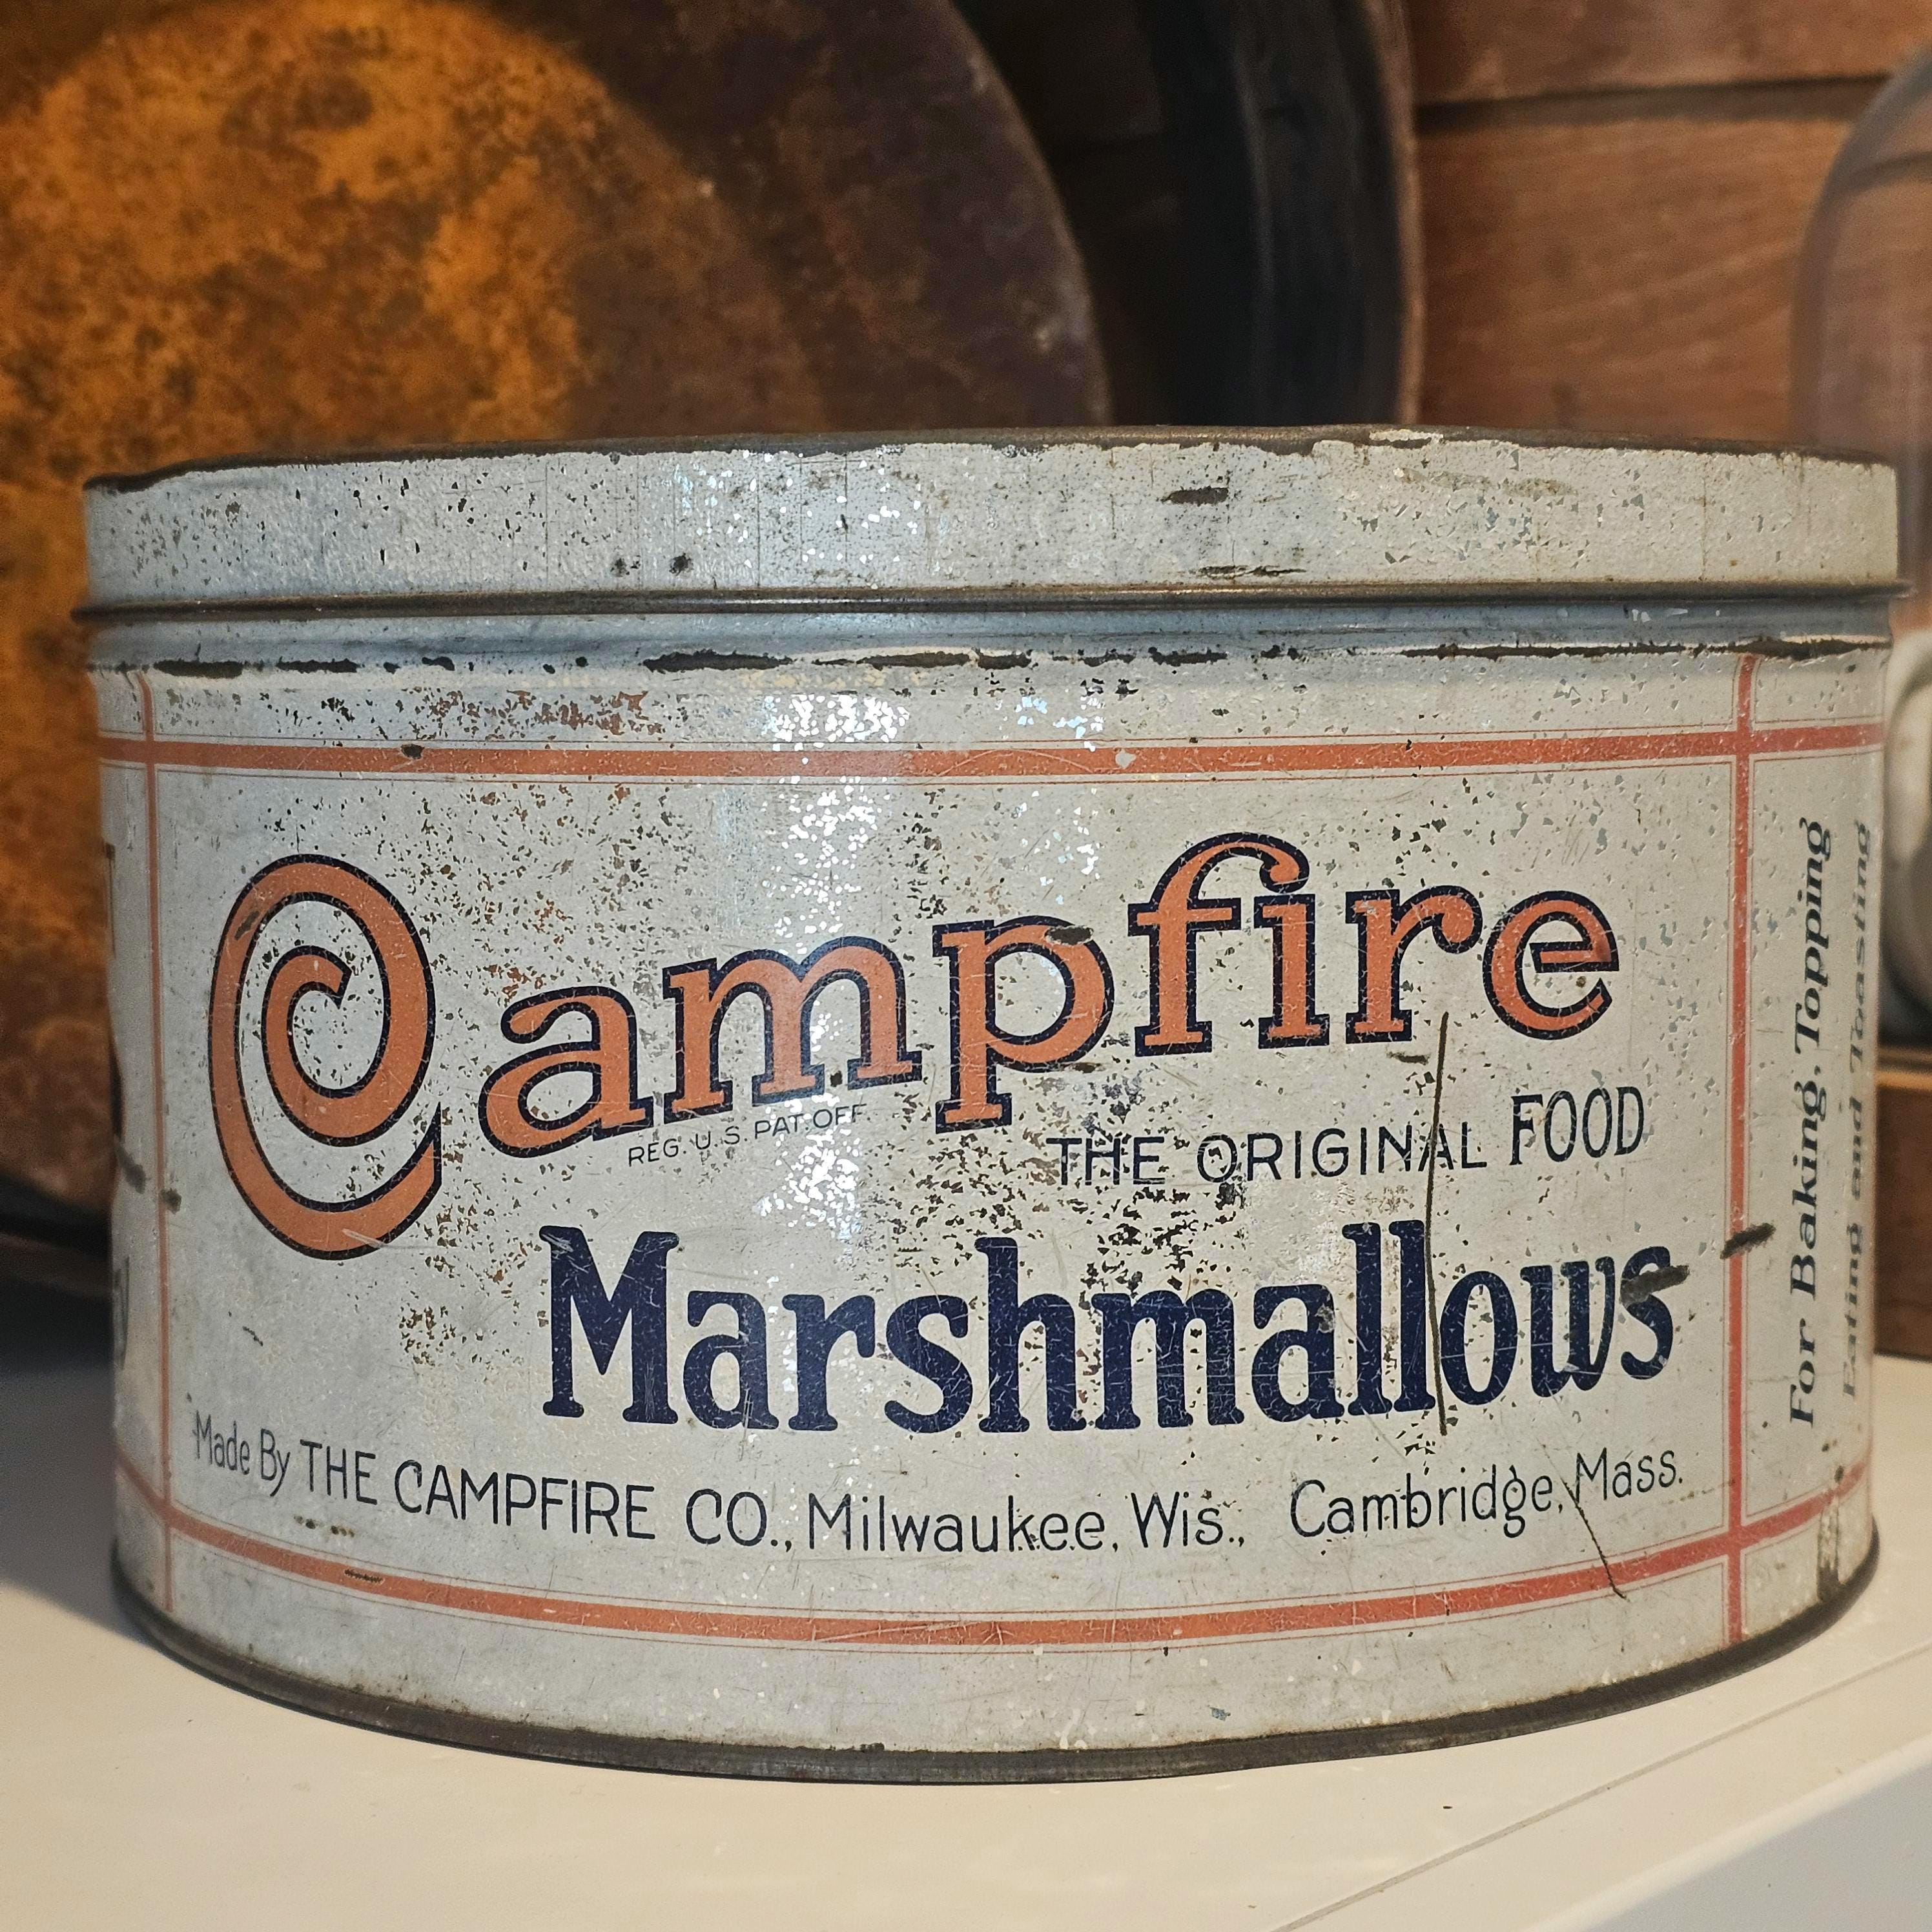 Campfire
REG. U.S. PAT. OFF.
THE ORIGINAL FOOD
Marshmallows
Made By THE CAMPFIRE CO., Milwaukee, Wis., Cambridge, Mass.
For Baking, Topping
Eating and Toasting